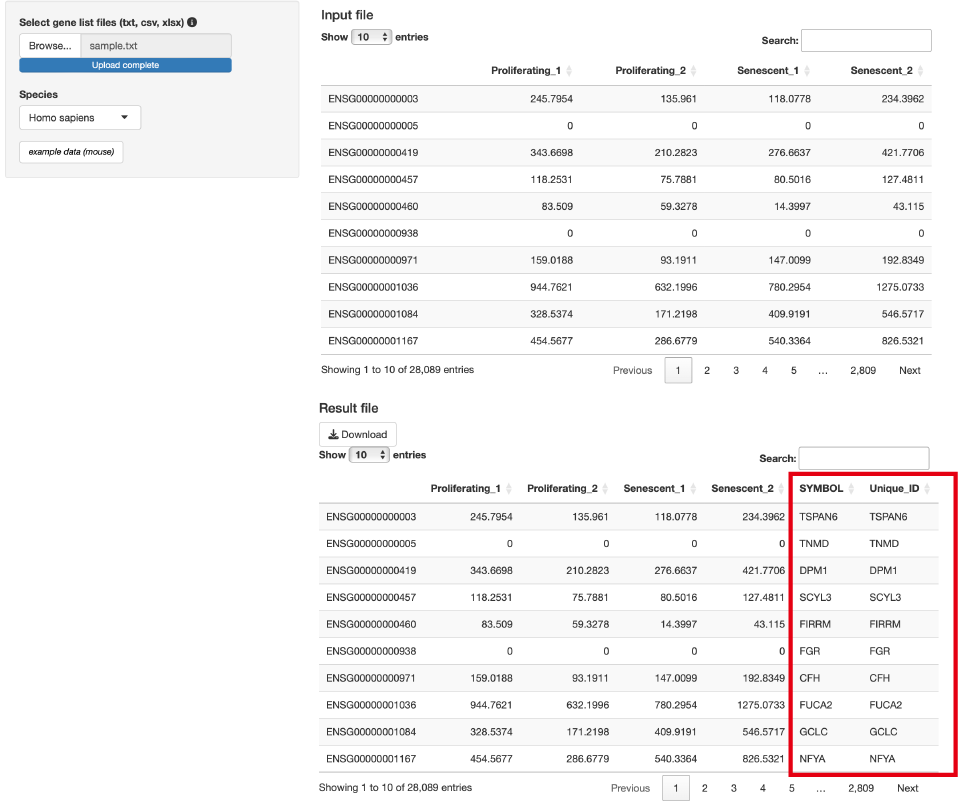 Select gene list files (txt, csv, xlsx)
Browse... sample.txt
Upload complete
Species
Homo sapiens
example data (mouse)
Input file
Show 10 entries
Search:
Proliferating_1 Proliferating_2 Senescent_1 Senescent_2
ENSG00000000003 245.7954 135.961 118.0778 234.3962
ENSG00000000005 0 0 0 0
ENSG00000000419 343.6698 210.2823 276.6637 421.7706
ENSG00000000457 118.2531 75.7881 80.5016 127.4811
ENSG00000000460 83.509 59.3278 14.3997 43.115
ENSG00000000938 0 0 0 0
ENSG00000000971 159.0188 93.1911 147.0099 192.8349
ENSG00000001036 944.7621 632.1996 780.2954 1275.0733
ENSG00000001084 328.5374 171.2198 409.9191 546.5717
ENSG00000001167 454.5677 286.6779 540.3364 826.5321
Showing 1 to 10 of 28,089 entries Previous 1 2 3 4 5 ... 2,809 Next
Result file
Download
Show 10 entries
Search:
Proliferating_1 Proliferating_2 Senescent_1 Senescent_2 SYMBOL Unique_ID
ENSG00000000003 245.7954 135.961 118.0778 234.3962 TSPAN6 TSPAN6
ENSG00000000005 0 0 0 0 TNMD TNMD
ENSG00000000419 343.6698 210.2823 276.6637 421.7706 DPM1 DPM1
ENSG00000000457 118.2531 75.7881 80.5016 127.4811 SCYL3 SCYL3
ENSG00000000460 83.509 59.3278 14.3997 43.115 FIRRM FIRRM
ENSG00000000938 0 0 0 0 FGR FGR
ENSG00000000971 159.0188 93.1911 147.0099 192.8349 CFH CFH
ENSG00000001036 944.7621 632.1996 780.2954 1275.0733 FUCA2 FUCA2
ENSG00000001084 328.5374 171.2198 409.9191 546.5717 GCLC GCLC
ENSG00000001167 454.5677 286.6779 540.3364 826.5321 NFYA NFYA
Showing 1 to 10 of 28,089 entries Previous 1 2 3 4 5 ... 2,809 Next